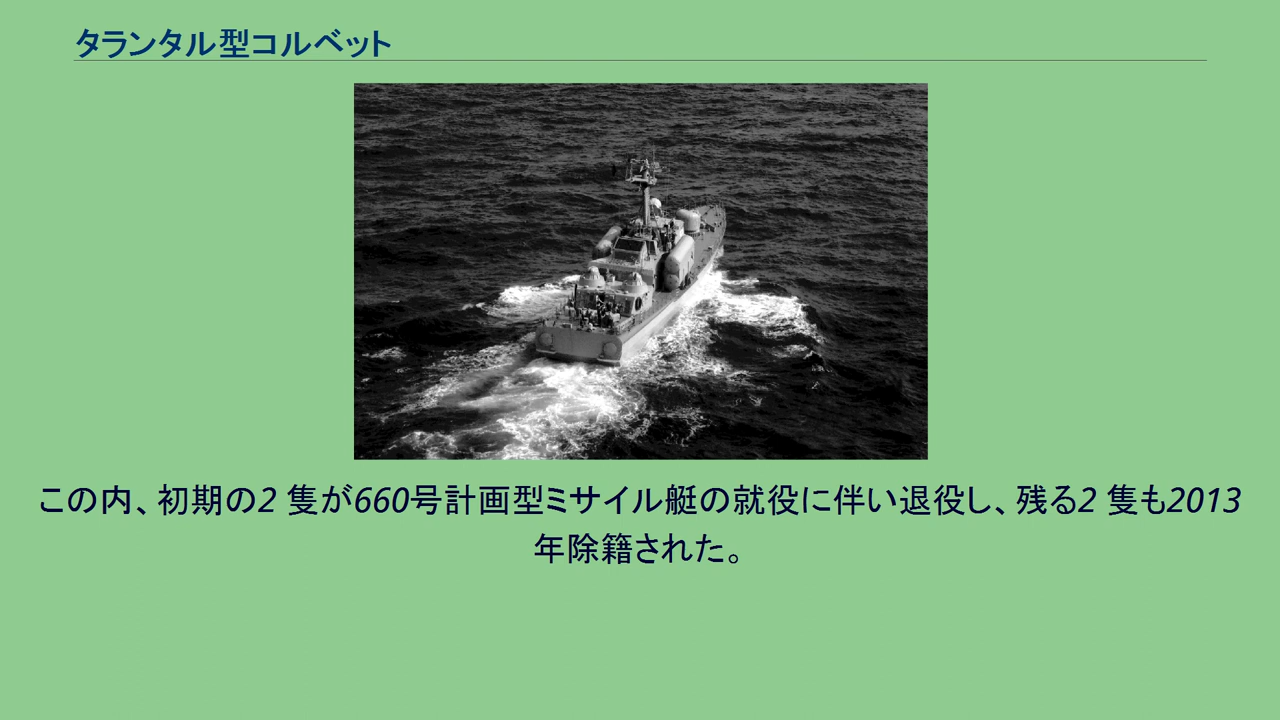 タランタル型コルベット
この内、初期の2 隻が660号計画型ミサイル艇の就役に伴い退役し、残る2 隻も2013
年除籍された。